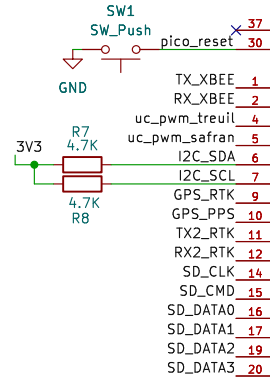 SW1
SW_Push
37
pico_reset 30
GND
TX_XBEE 1
RX_XBEE 2
uc_pwm_treuil 4
uc_pwm_safran 5
3V3
R7
4.7K
I2C_SDA 6
I2C_SCL 7
4.7K
R8
GPS_RTK 9
GPS_PPS 10
TX2_RTK 11
RX2_RTK 12
SD_CLK 14
SD_CMD 15
SD_DATA0 16
SD_DATA1 17
SD_DATA2 19
SD_DATA3 20